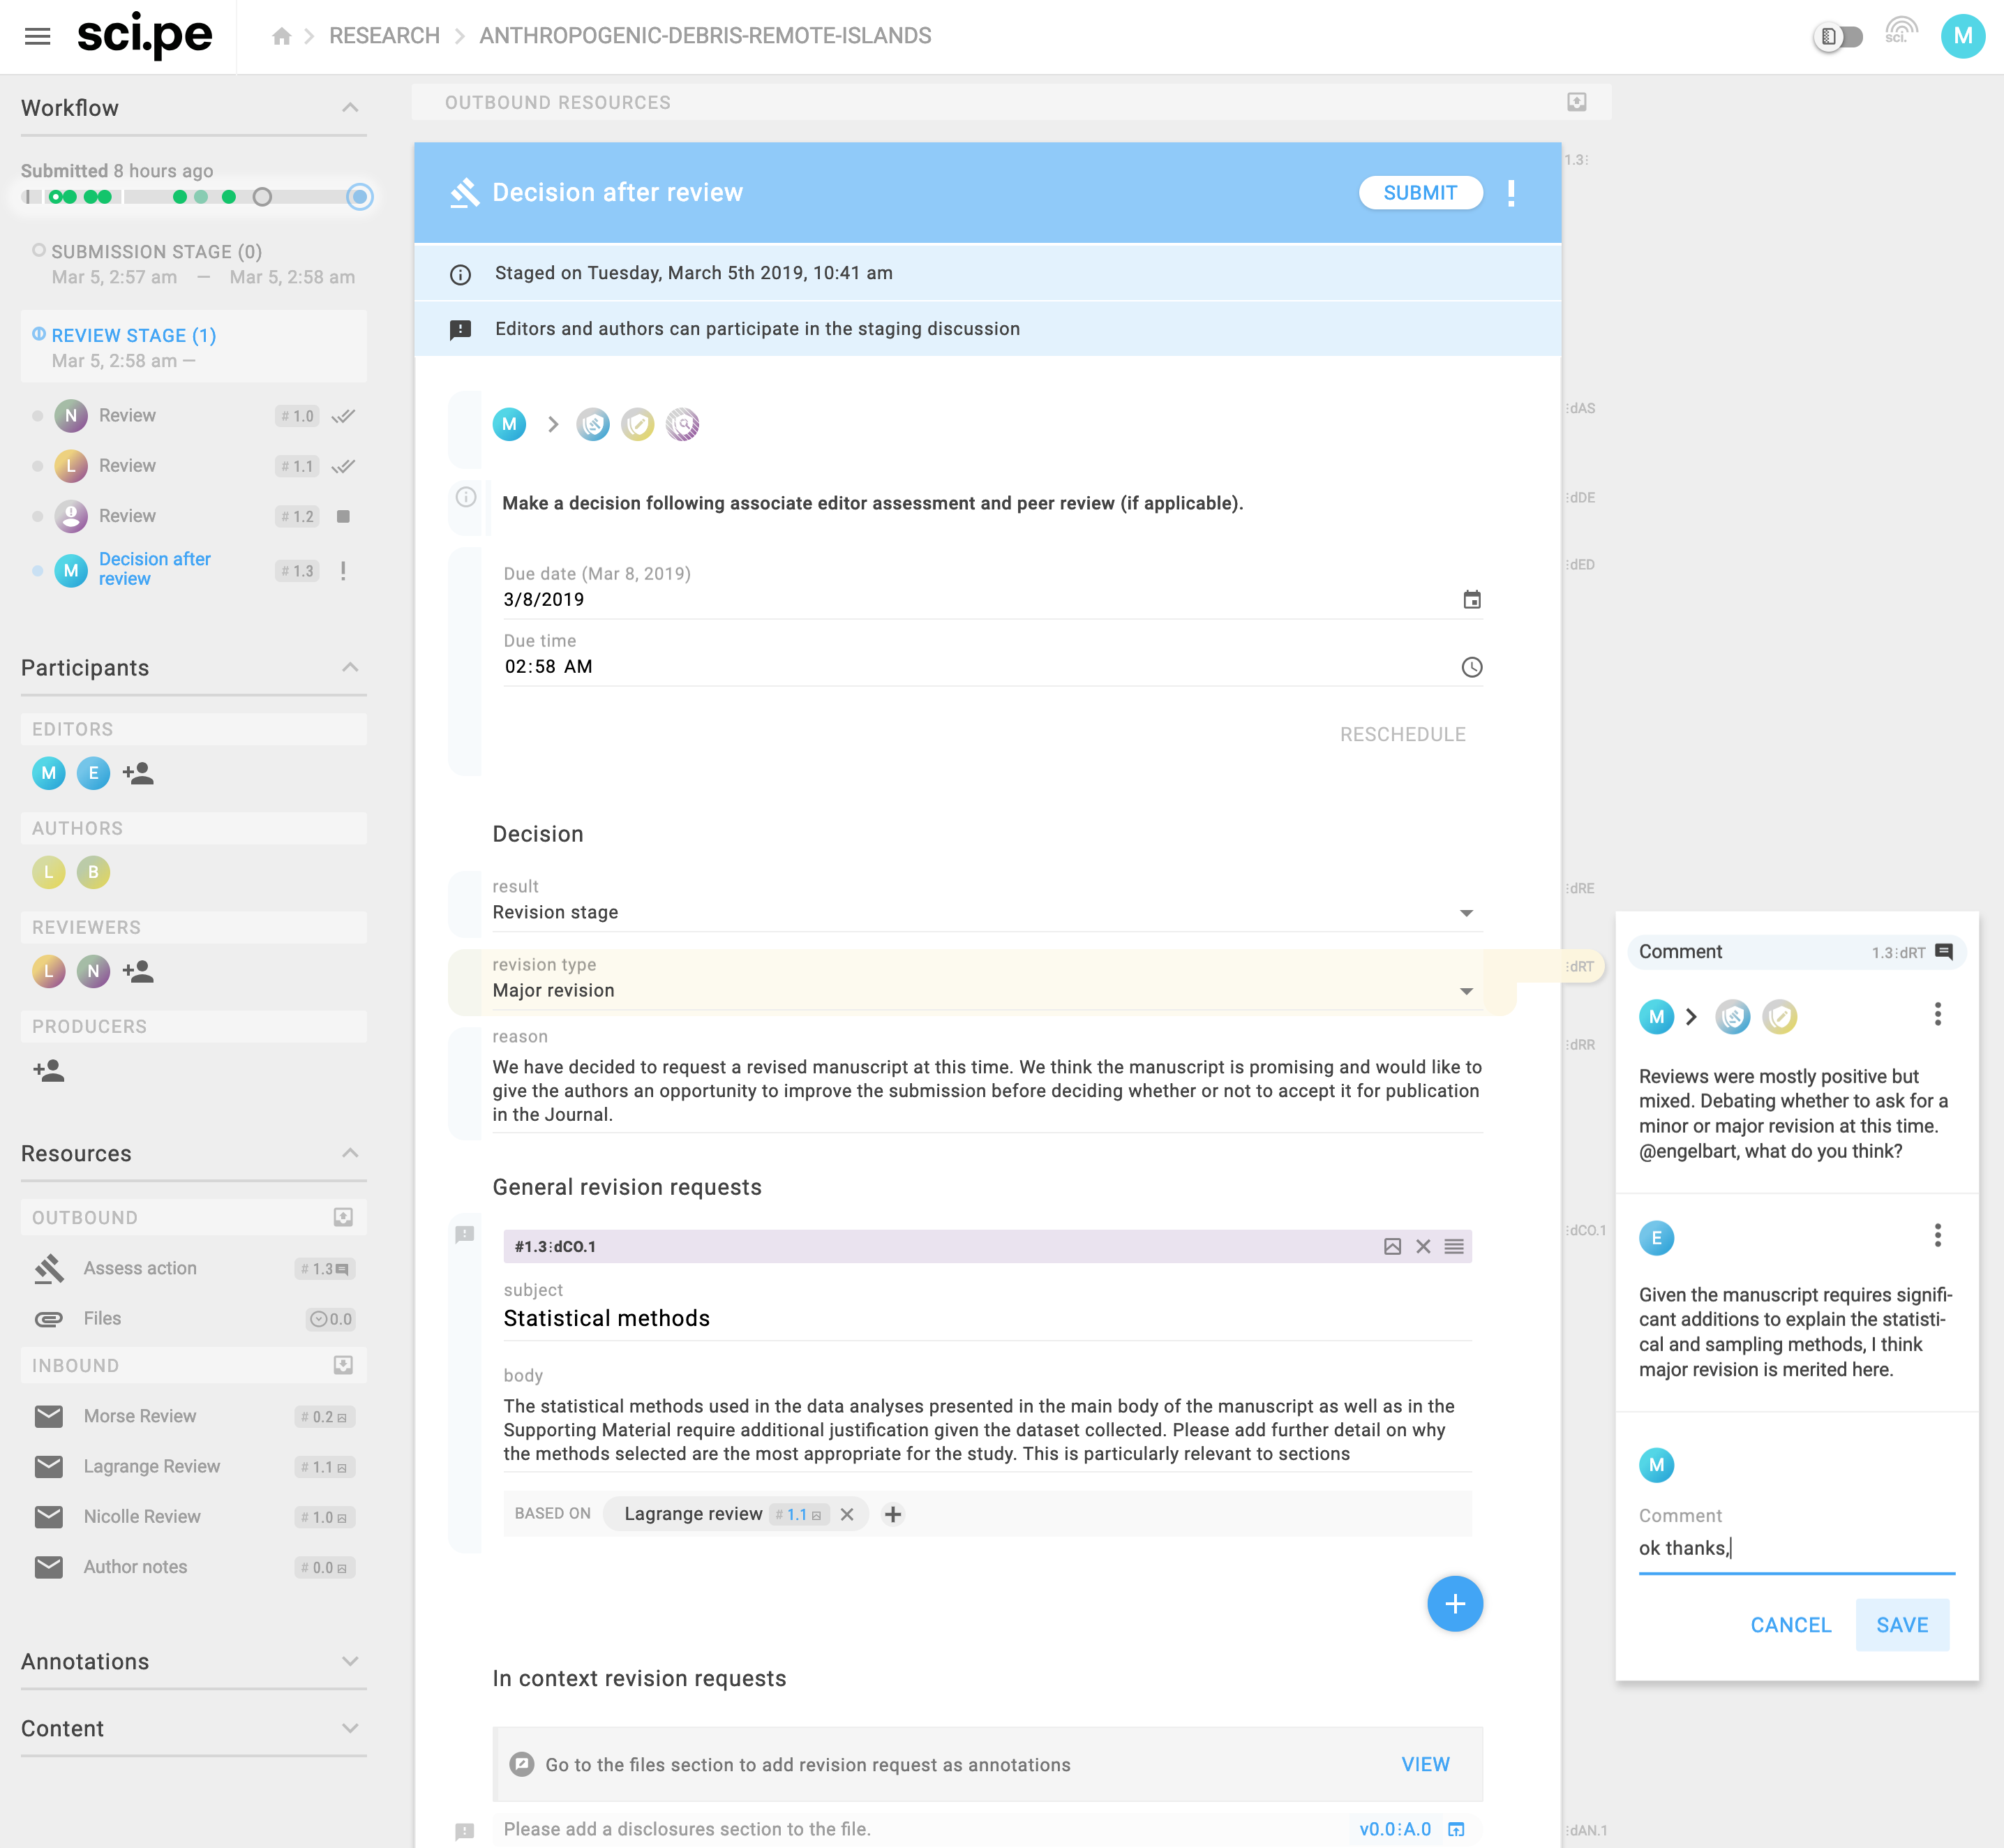 sci.pe
RESEARCH
ANTHROPOGENIC-DEBRIS-REMOTE-ISLANDS
sci.
M
Workflow
Submitted 8 hours ago
SUBMISSION STAGE (0)
Mar 5, 2:57 am — Mar 5, 2:58 am
REVIEW STAGE (1)
Mar 5, 2:58 am —
N Review # 1.0
L Review # 1.1
Review # 1.2
M Decision after
review
# 1.3
Participants
EDITORS
M E
AUTHORS
L B
REVIEWERS
L N
PRODUCERS
Resources
OUTBOUND
Assess action # 1.3
Files 0.0
INBOUND
Morse Review # 0.2
Lagrange Review # 1.1
Nicolle Review # 1.0
Author notes # 0.0
Annotations
Content
OUTBOUND RESOURCES
Decision after review
SUBMIT
1.3⋮
Staged on Tuesday, March 5th 2019, 10:41 am
Editors and authors can participate in the staging discussion
M
⋮dAS
Make a decision following associate editor assessment and peer review (if applicable).
⋮dDE
Due date (Mar 8, 2019)
⋮dED
3/8/2019
Due time
02:58 AM
RESCHEDULE
Decision
result
⋮dRE
Revision stage
revision type
⋮dRT
Major revision
reason
⋮dRR
We have decided to request a revised manuscript at this time. We think the manuscript is promising and would like to
give the authors an opportunity to improve the submission before deciding whether or not to accept it for publication
in the Journal.
General revision requests
⋮dCO.1
#1.3⋮dCO.1
subject
Statistical methods
body
The statistical methods used in the data analyses presented in the main body of the manuscript as well as in the
Supporting Material require additional justification given the dataset collected. Please add further detail on why
the methods selected are the most appropriate for the study. This is particularly relevant to sections
BASED ON Lagrange review # 1.1
In context revision requests
Go to the files section to add revision request as annotations
VIEW
Please add a disclosures section to the file.
v0.0⋮A.0
⋮dAN.1
Comment 1.3⋮dRT
M
Reviews were mostly positive but
mixed. Debating whether to ask for a
minor or major revision at this time.
@engelbart, what do you think?
E
Given the manuscript requires signifi-
cant additions to explain the statisti-
cal and sampling methods, I think
major revision is merited here.
M
Comment
ok thanks,
CANCEL
SAVE